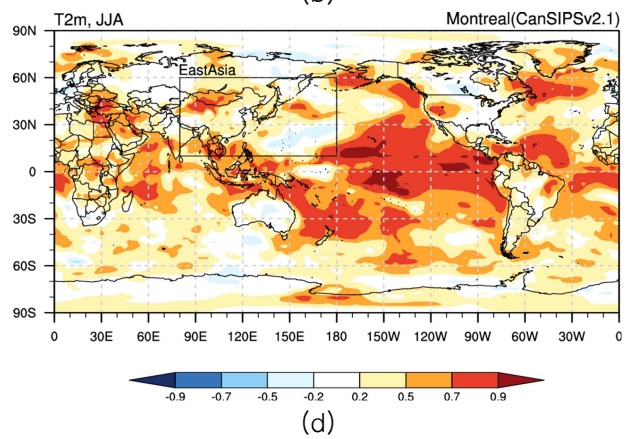 T2m, JJA Montreal(CanSIPSv2.1)
90N
60N
30N
0
30S
60S
90S
EastAsia
0 30E 60E 90E 120E 150E 180 150W 120W 90W 60W 30W 0
-0.9 -0.7 -0.5 -0.2 0.2 0.5 0.7 0.9
(d)